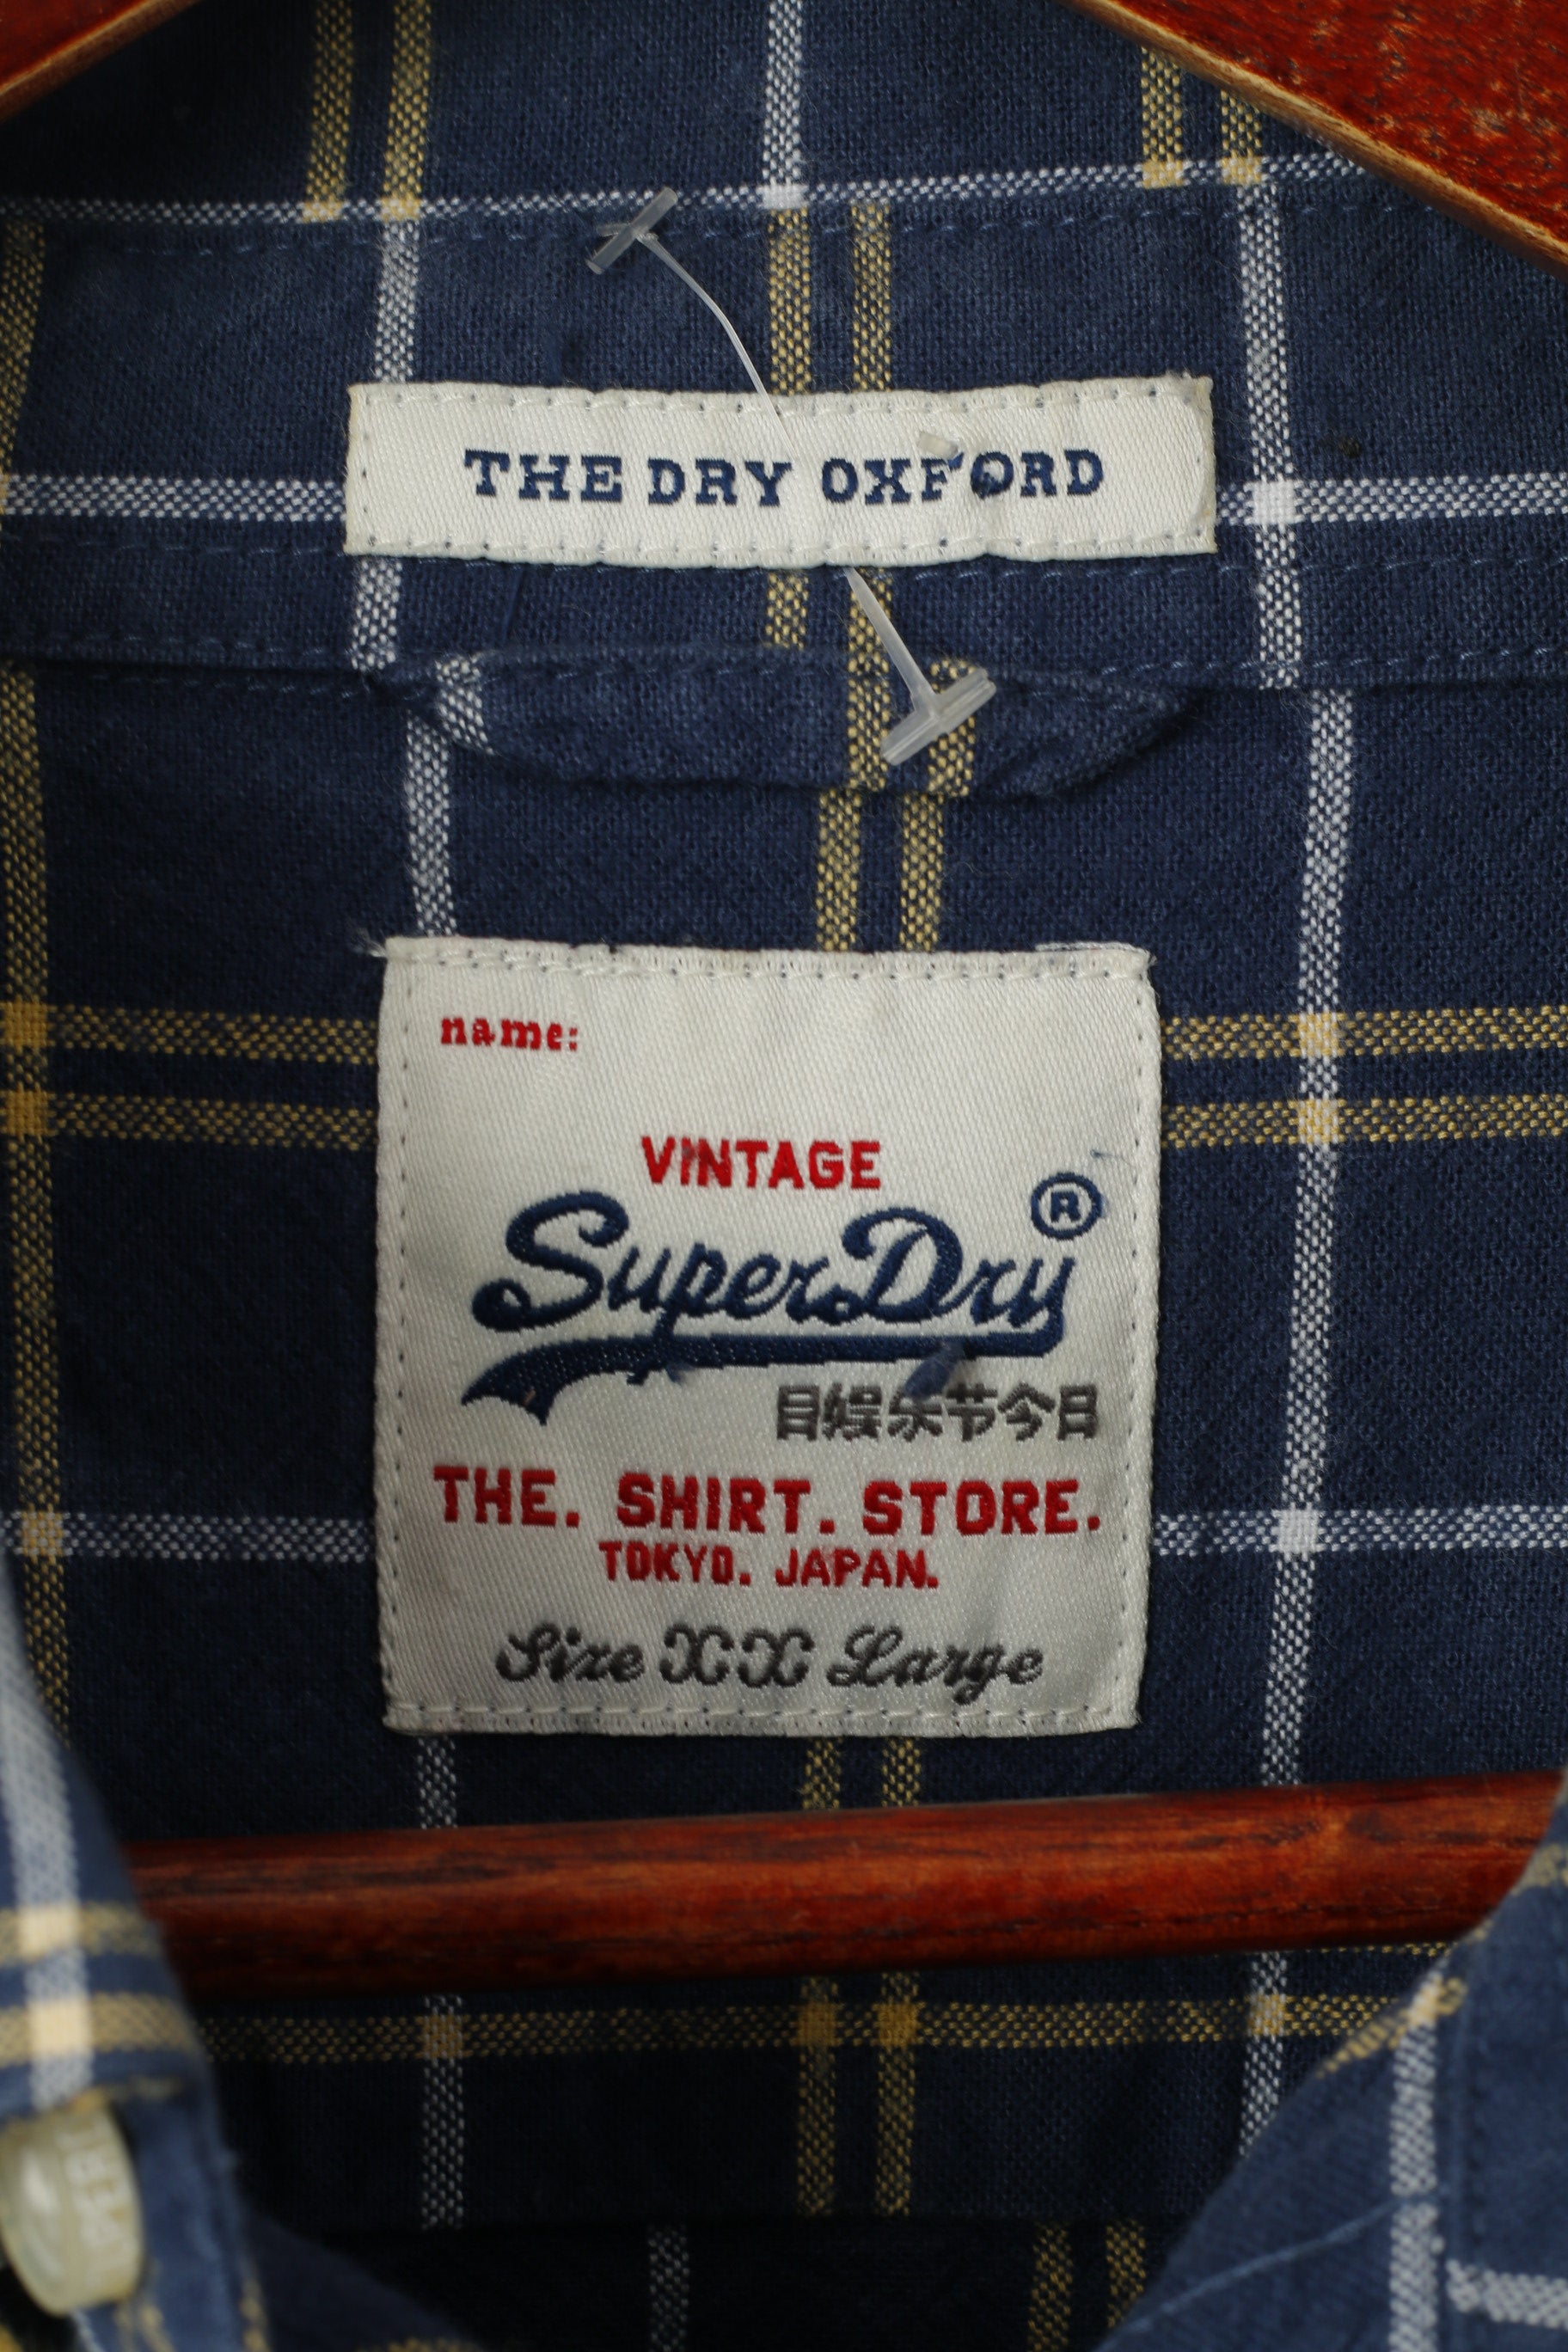 THE DRY OXFORD
name:
VINTAGE
SuperDry®
目娱乐节今日
THE. SHIRT. STORE.
TOKYO. JAPAN.
Size XX Large